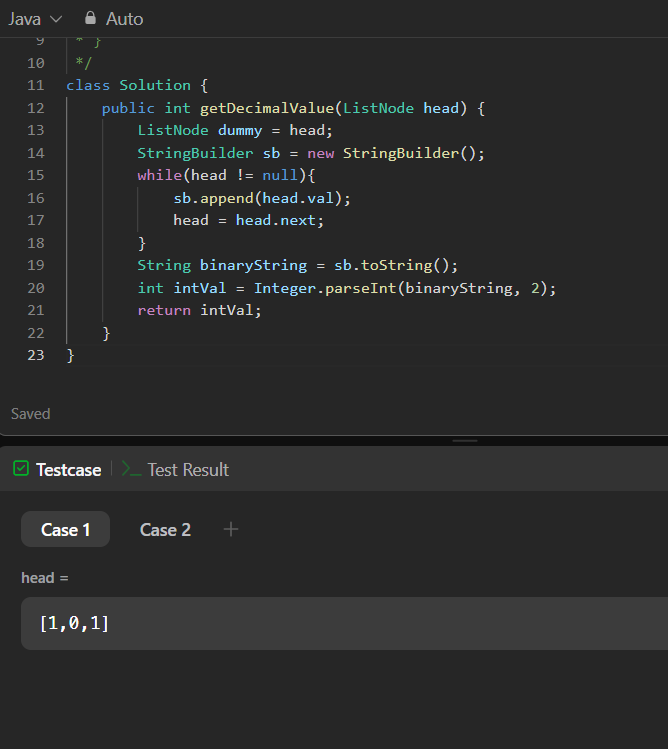 Java Auto
9 * }
10 */
11 class Solution {
12 public int getDecimalValue(ListNode head) {
13 ListNode dummy = head;
14 StringBuilder sb = new StringBuilder();
15 while(head != null){
16 sb.append(head.val);
17 head = head.next;
18 }
19 String binaryString = sb.toString();
20 int intVal = Integer.parseInt(binaryString, 2);
21 return intVal;
22 }
23 }
Saved
Testcase >_ Test Result
Case 1 Case 2 +
head =
[1,0,1]